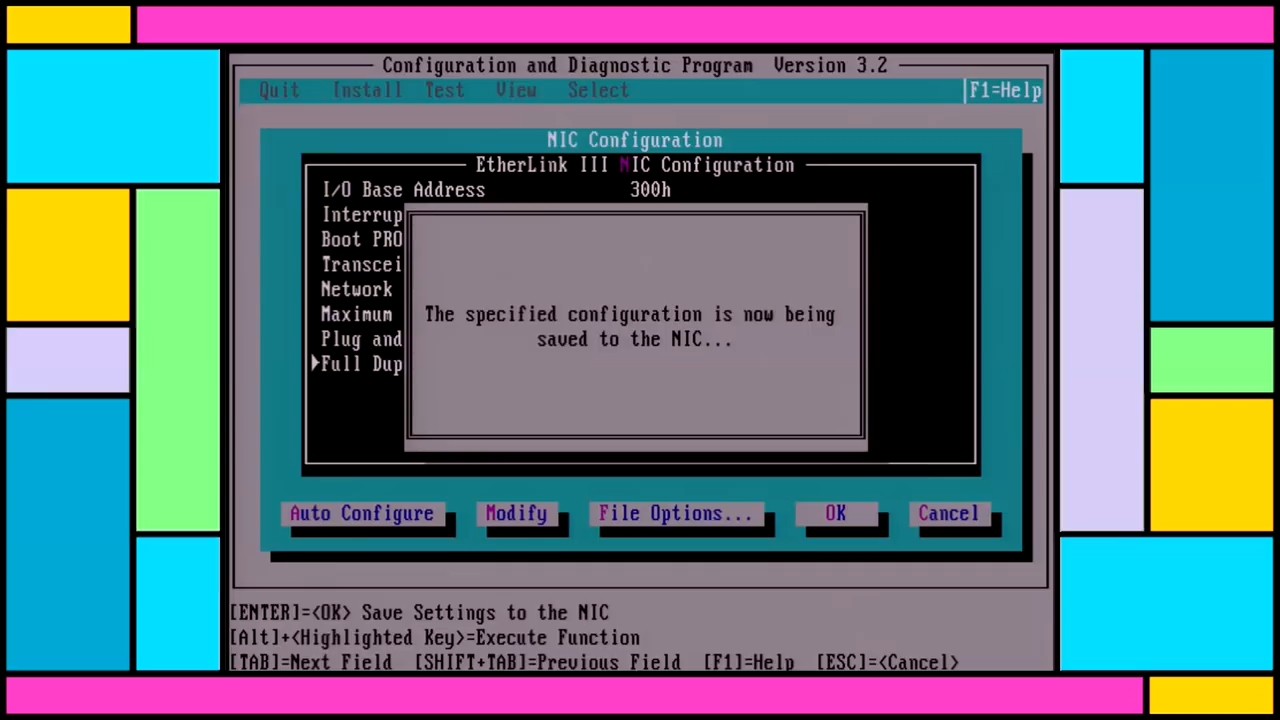 Configuration and Diagnostic Program Version 3.2
Quit Install Test View Select F1=Help
NIC Configuration
EtherLink III NIC Configuration
I/O Base Address 300h
Interrup
Boot PRO
Transcei
Network
Maximum
Plug and
Full Dup
The specified configuration is now being
saved to the NIC...
Auto Configure Modify File Options... OK Cancel
[ENTER]=<OK> Save Settings to the NIC
[Alt]+<Highlighted Key>=Execute Function
[TAB]=Next Field [SHIFT+TAB]=Previous Field [F1]=Help [ESC]=<Cancel>